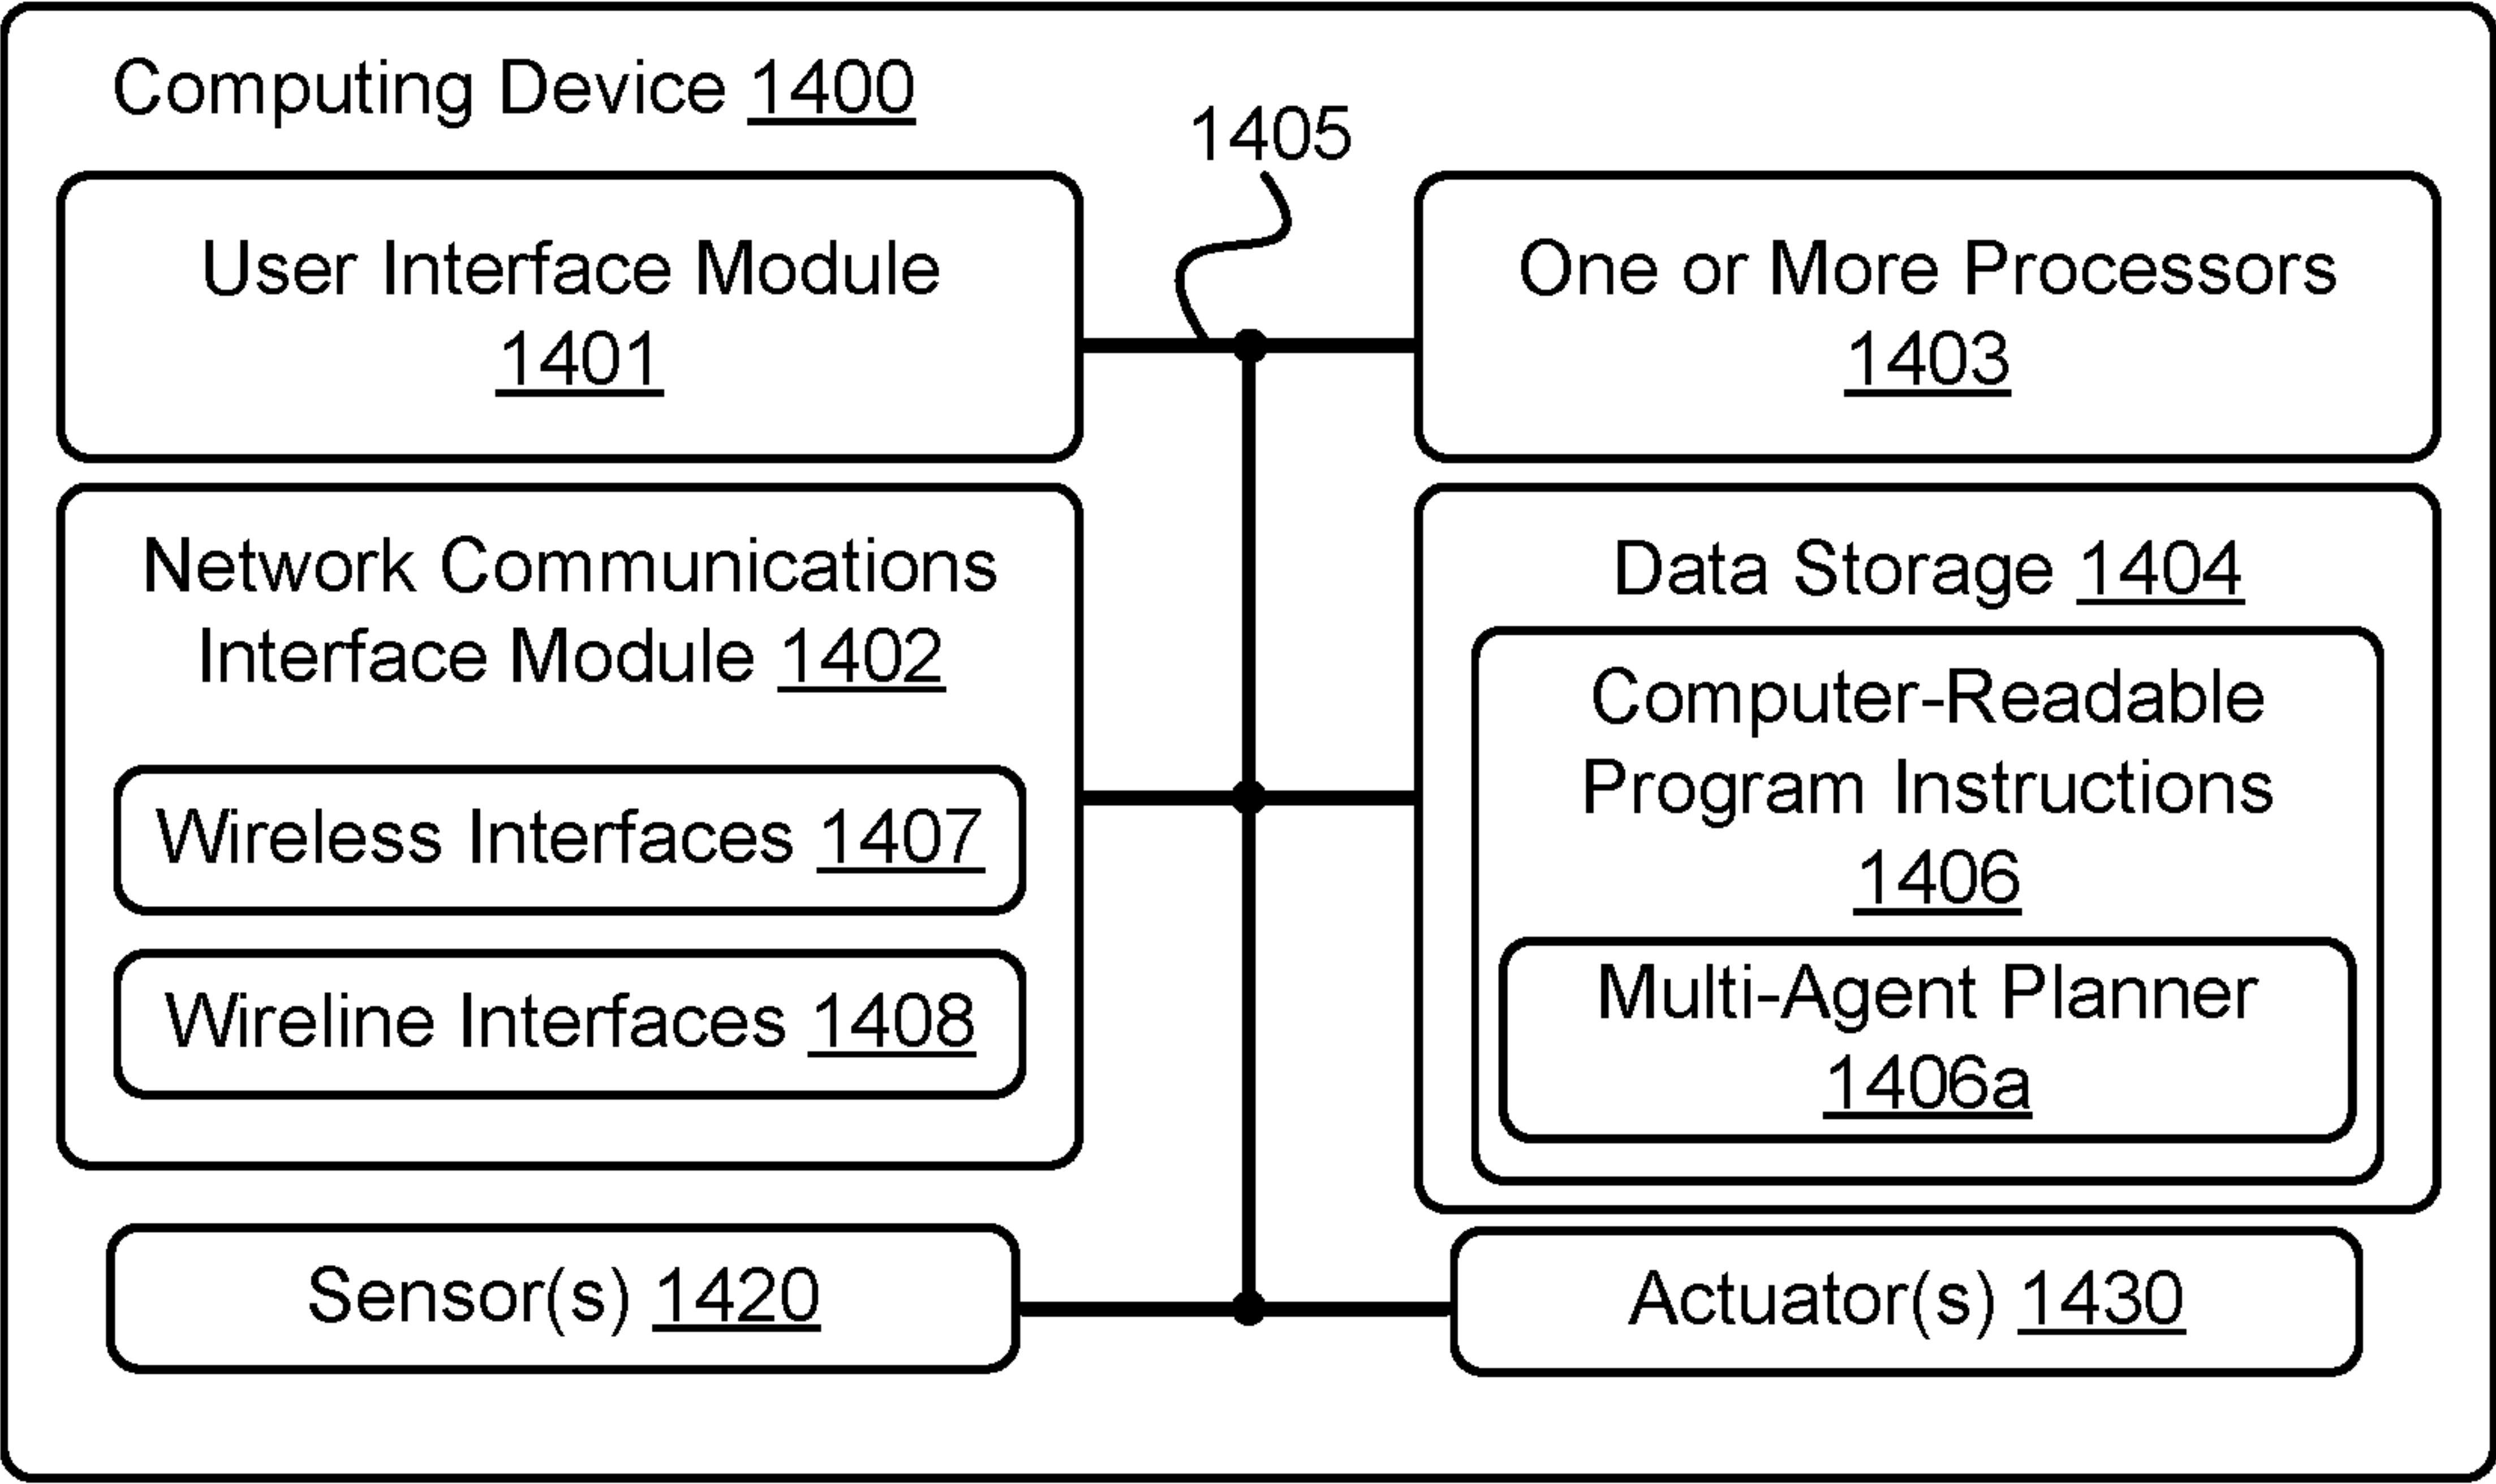 Computing Device 1400
1405
User Interface Module
1401
One or More Processors
1403
Network Communications
Interface Module 1402
Wireless Interfaces 1407
Wireline Interfaces 1408
Data Storage 1404
Computer-Readable
Program Instructions
1406
Multi-Agent Planner
1406a
Sensor(s) 1420
Actuator(s) 1430